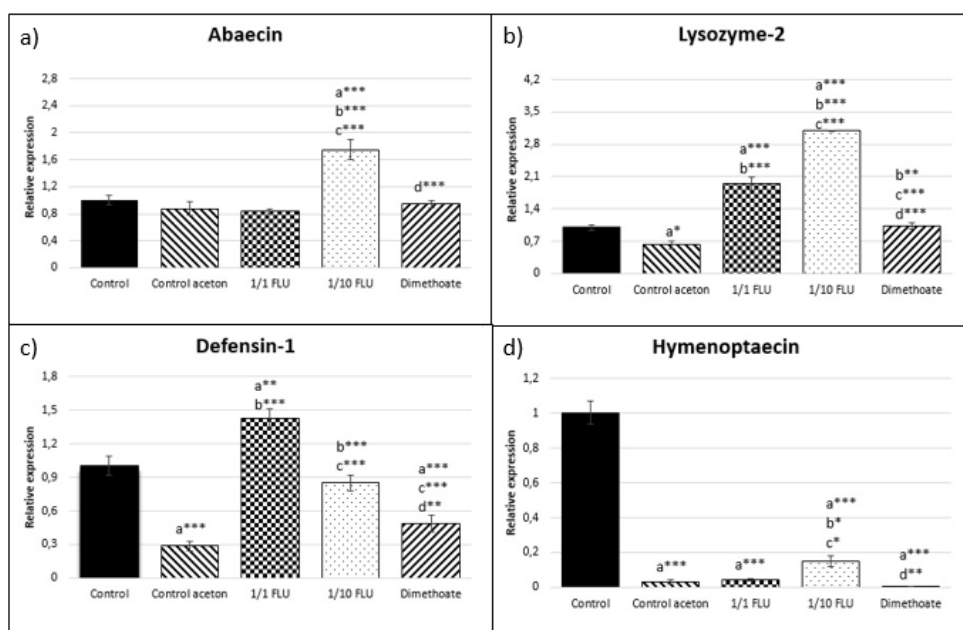 a)
Abaecin
Relative expression
2,8
2,4
2
1,6
1,2
0,8
0,4
0
a***
b***
c***
d***
Control
Control aceton
1/1 FLU
1/10 FLU
Dimethoate
b)
Lysozyme-2
Relative expression
4,2
3,5
2,8
2,1
1,4
0,7
0
a*
a***
b***
a***
b***
c***
b**
c***
d***
Control
Control aceton
1/1 FLU
1/10 FLU
Dimethoate
c)
Defensin-1
Relative expression
1,8
1,5
1,2
0,9
0,6
0,3
0
a***
a**
b***
b***
c***
a***
c***
d**
Control
Control aceton
1/1 FLU
1/10 FLU
Dimethoate
d)
Hymenoptaecin
Relative expression
1,2
1
0,8
0,6
0,4
0,2
0
a***
a***
a***
b*
c*
a***
d**
Control
Control aceton
1/1 FLU
1/10 FLU
Dimethoate